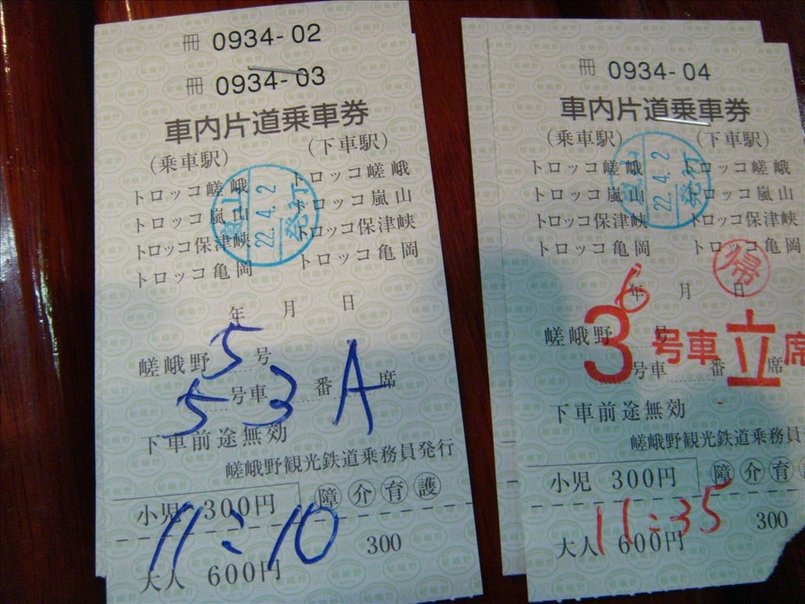 冊 0934-02
冊 0934-03
車内片道乗車券
(乗車駅) (下車駅)
トロッコ嵯峨 トロッコ嵯峨
トロッコ嵐山 トロッコ嵐山
トロッコ保津峡 トロッコ保津峡
トロッコ亀岡 トロッコ亀岡
22.4.2
発行
年 月 日
嵯峨野 5 号
5 号車 3 番 A 席
下車前途無効
嵯峨野観光鉄道乗務員発行
小児 300円 障 介 育 護
11:10
300
大人 600円
冊 0934-04
車内片道乗車券
(乗車駅) (下車駅)
トロッコ嵯峨 トロッコ嵯峨
トロッコ嵐山 トロッコ嵐山
トロッコ保津峡 トロッコ保津峡
トロッコ亀岡 トロッコ亀岡
22.4.2
発行
帰
年 月 日
嵯峨野 6 号
3 号車 立席
号車 番 席
下車前途無効
嵯峨野観光鉄道乗務員発行
小児 300円 障 介 育
11:35
300
大人 600円